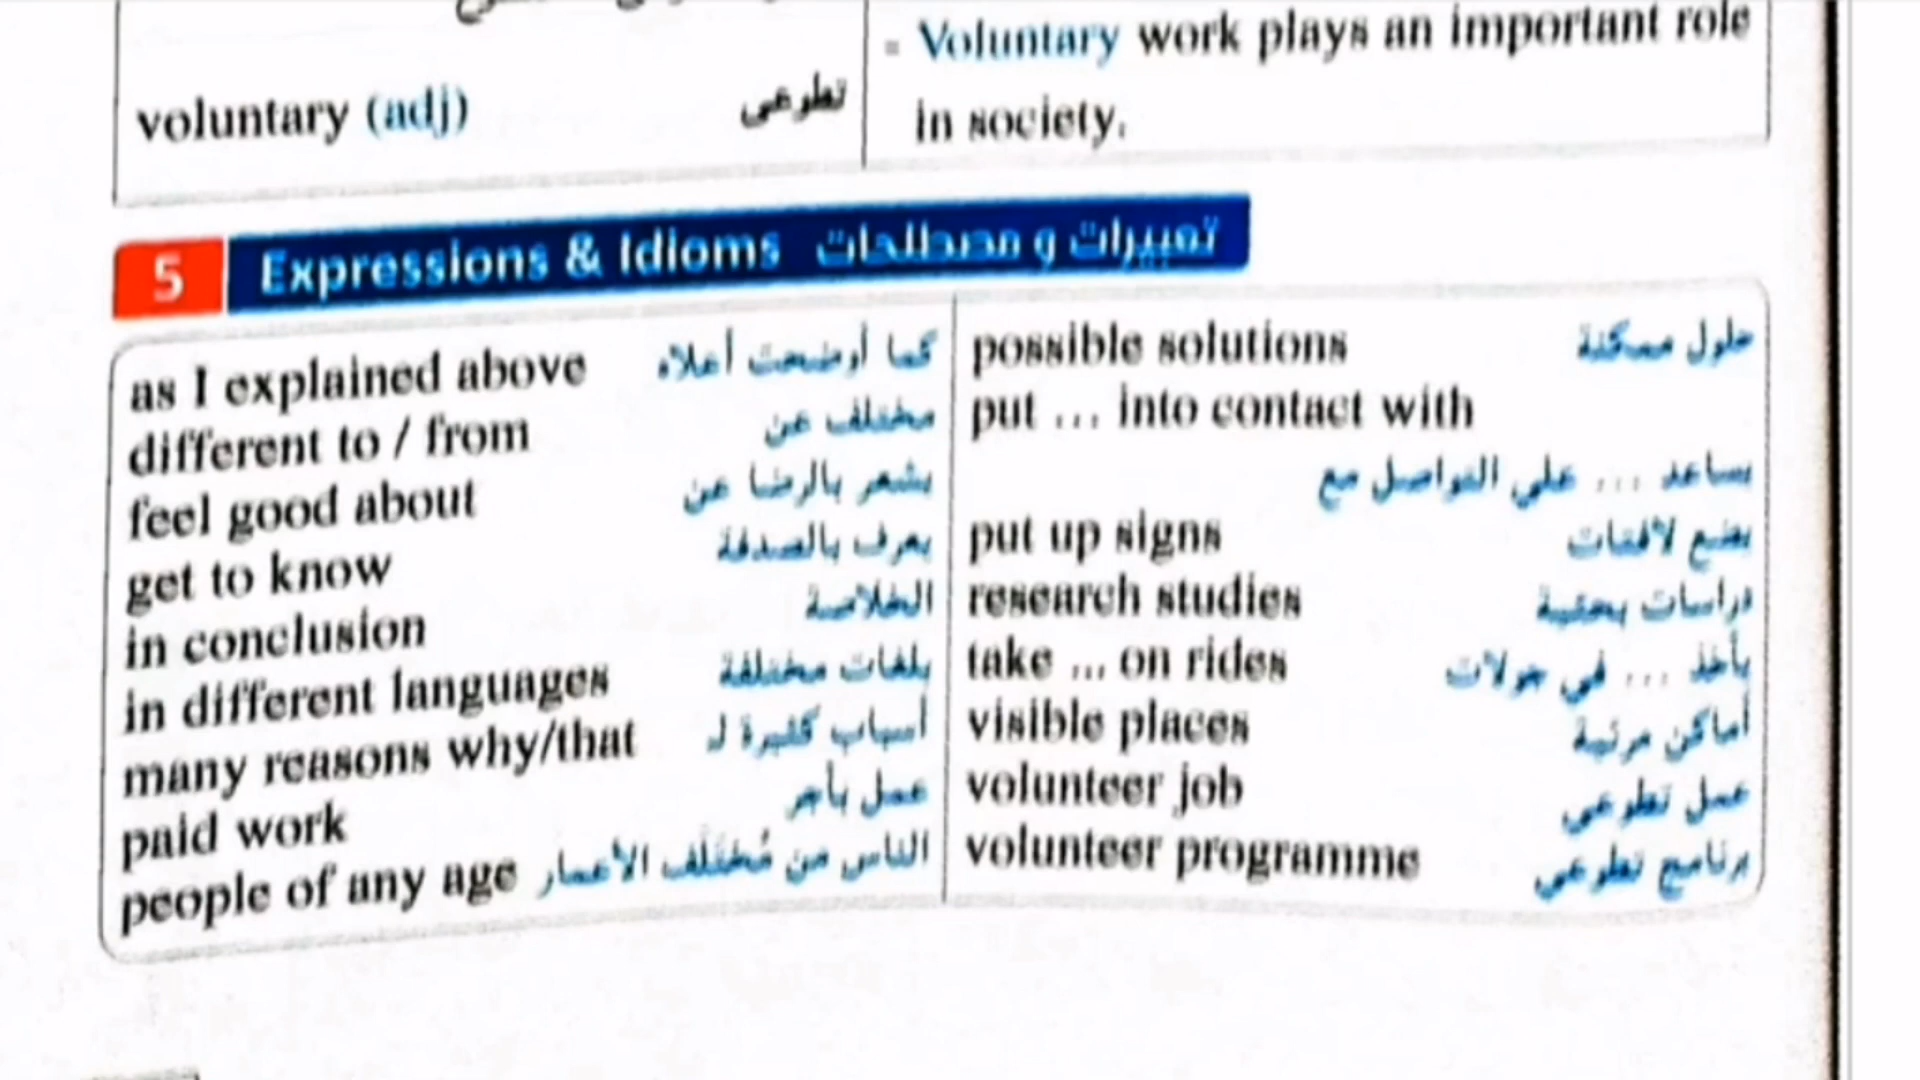 voluntary (adj) تطوعى
- Voluntary work plays an important role
in society.
5 Expressions & Idioms تعبيرات و مصطلحات
as I explained above كما أوضحت أعلاه
different to / from مختلف عن
feel good about يشعر بالرضا عن
get to know يعرف بالصدفة
in conclusion الخلاصة
in different languages بلغات مختلفة
many reasons why/that أسباب كثيرة لـ
paid work عمل بأجر
people of any age الناس من مُختَلَف الأعمار
possible solutions حلول ممكنة
put ... into contact with
يساعد ... على التواصل مع
put up signs يضع لافتات
research studies دراسات بحثية
take ... on rides يأخذ ... فى جولات
visible places أماكن مرئية
volunteer job عمل تطوعى
volunteer programme برنامج تطوعى